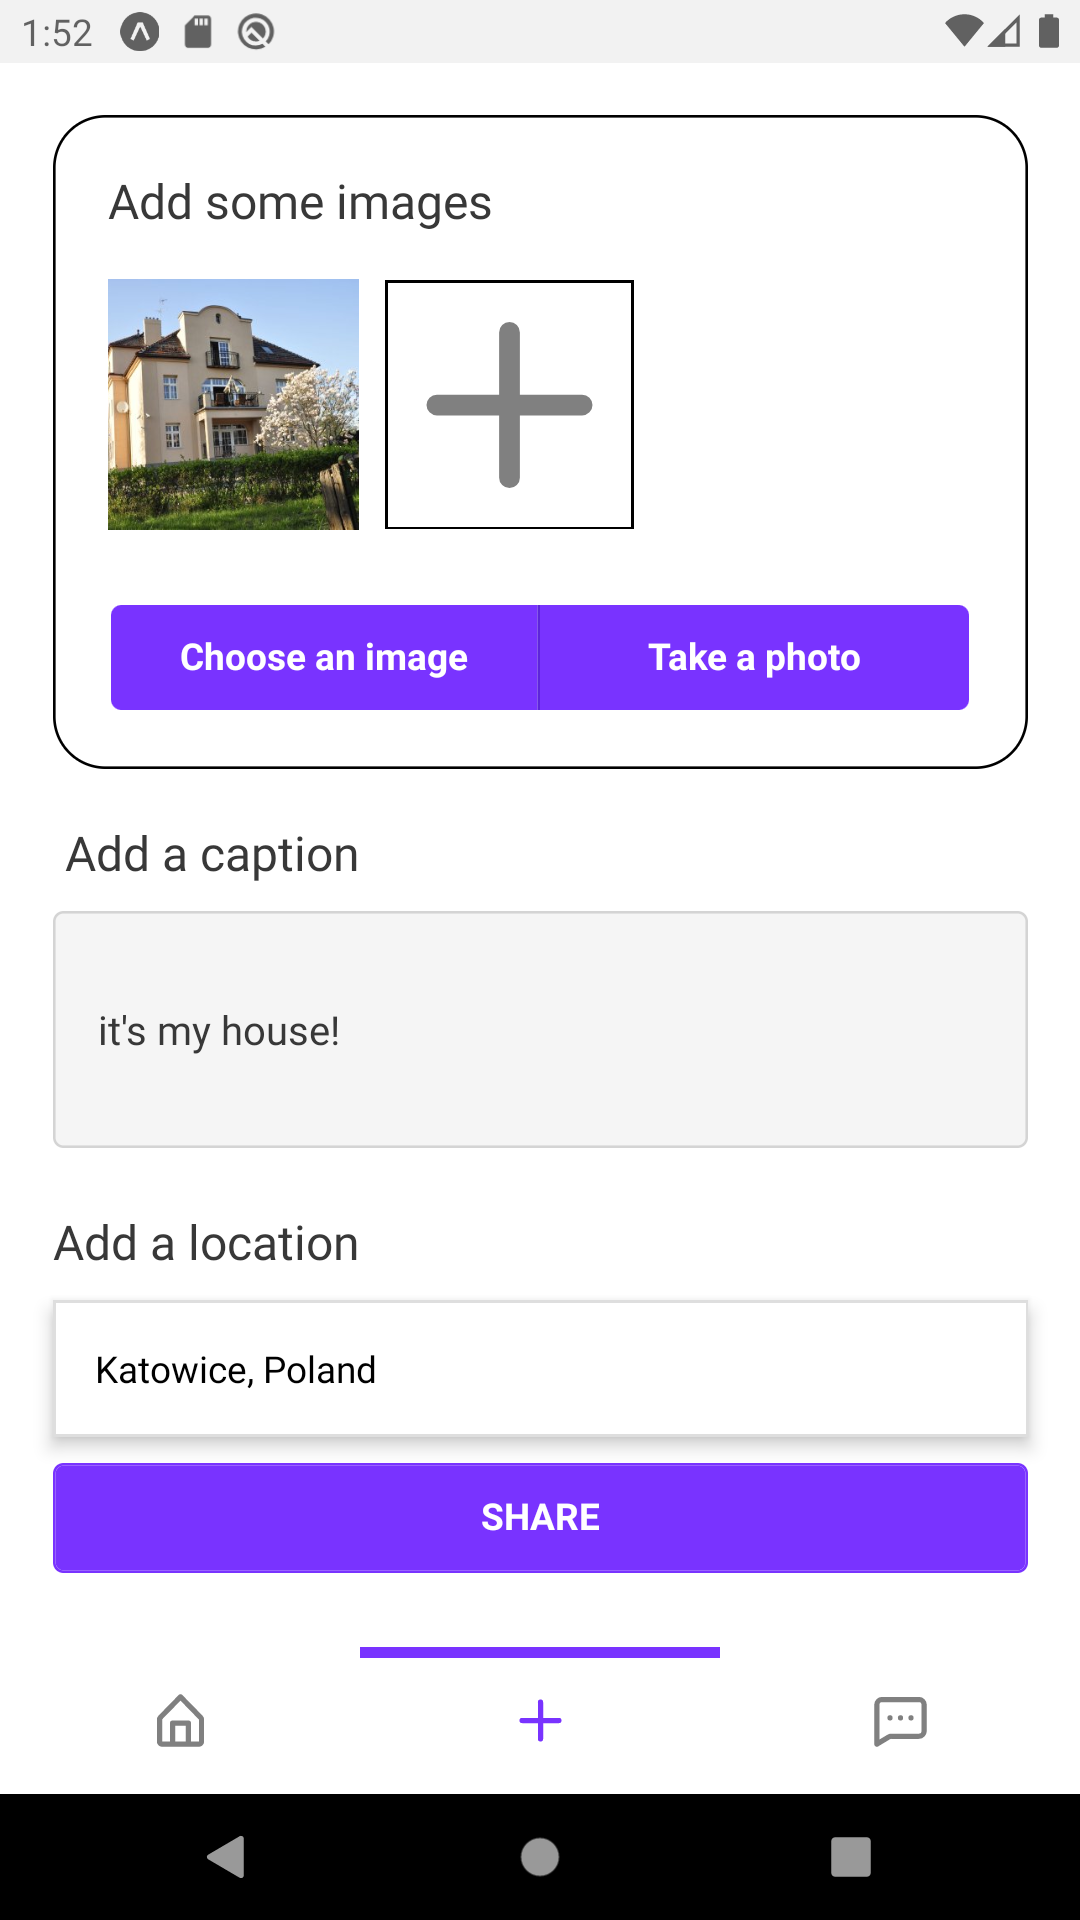 1:52
Add some images
Choose an image
Take a photo
Add a caption
it's my house!
Add a location
Katowice, Poland
SHARE